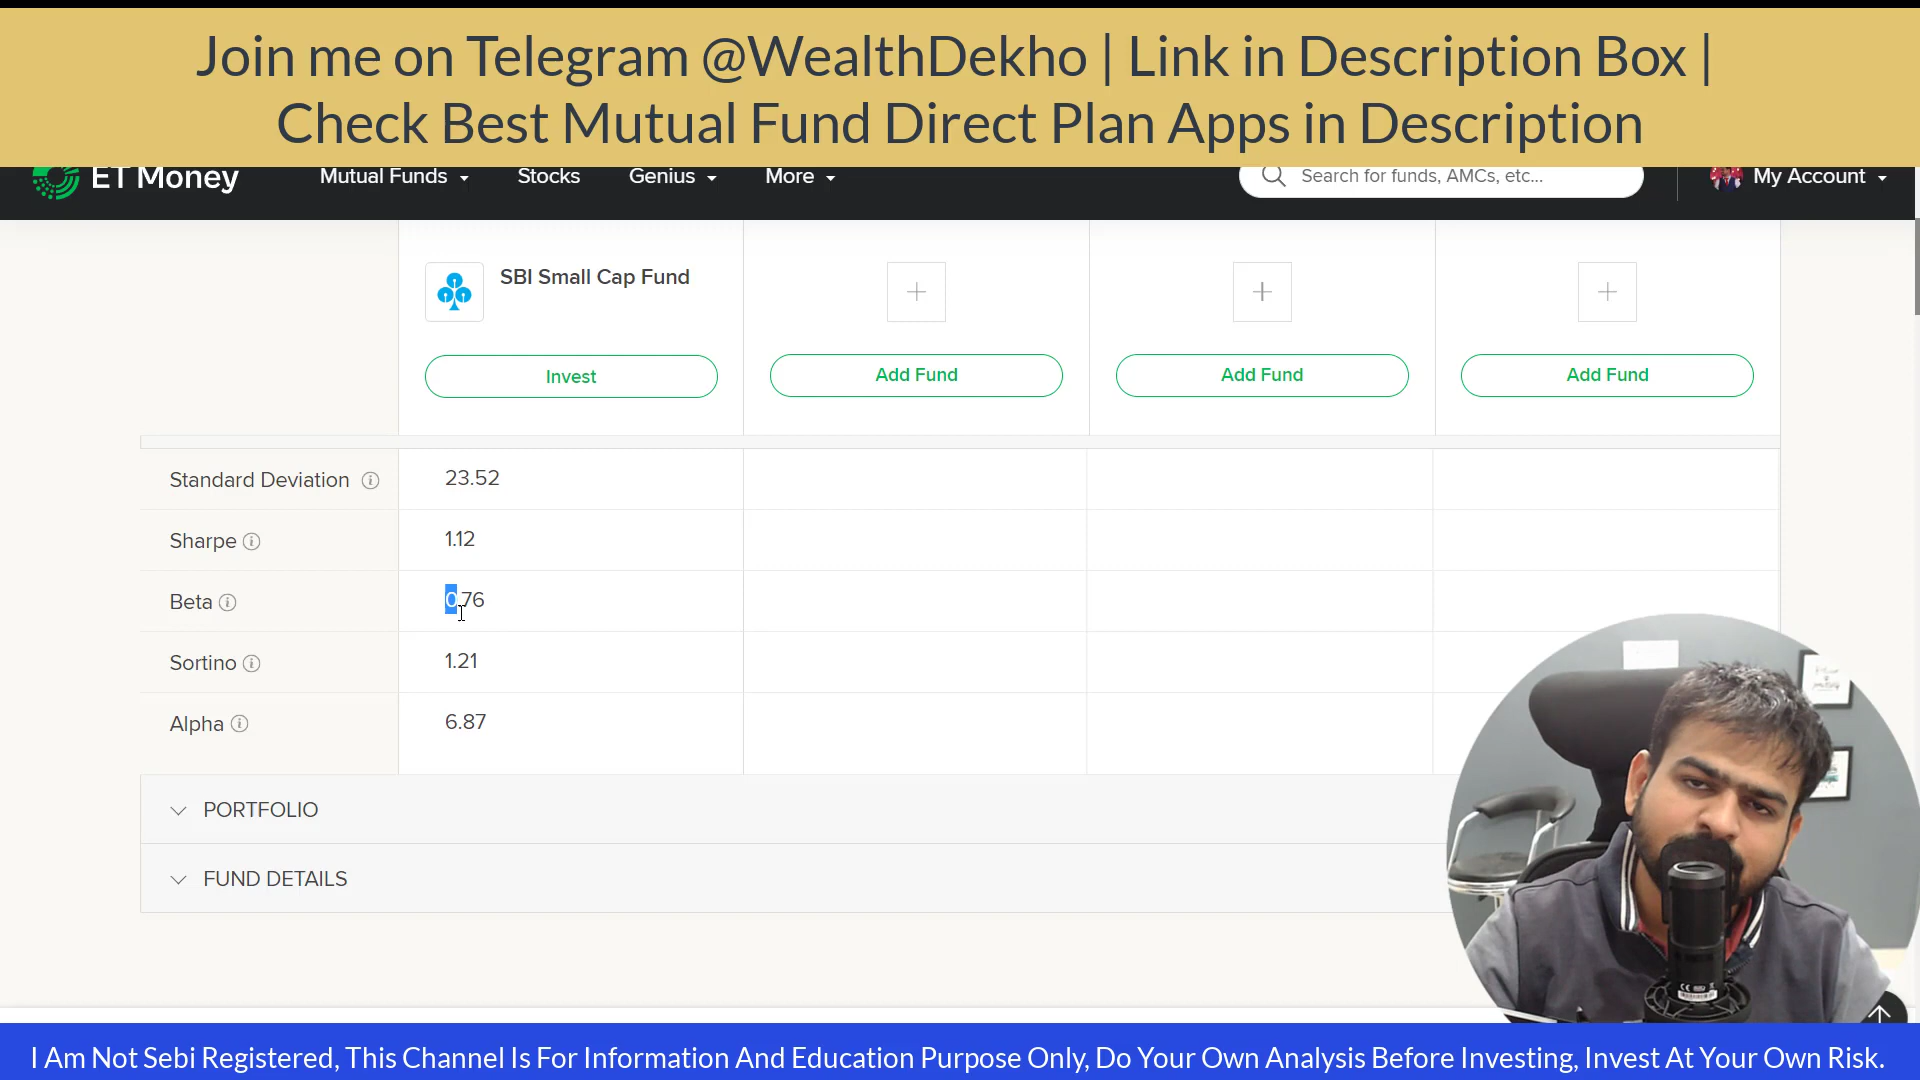 Join me on Telegram @WealthDekho | Link in Description Box |
Check Best Mutual Fund Direct Plan Apps in Description
ET Money
Mutual Funds
Stocks
Genius
More
Search for funds, AMCs, etc...
My Account
SBI Small Cap Fund
Invest
Add Fund
Add Fund
Add Fund
Standard Deviation
23.52
Sharpe
1.12
Beta
0.76
Sortino
1.21
Alpha
6.87
PORTFOLIO
FUND DETAILS
I Am Not Sebi Registered, This Channel Is For Information And Education Purpose Only, Do Your Own Analysis Before Investing, Invest At Your Own Risk.